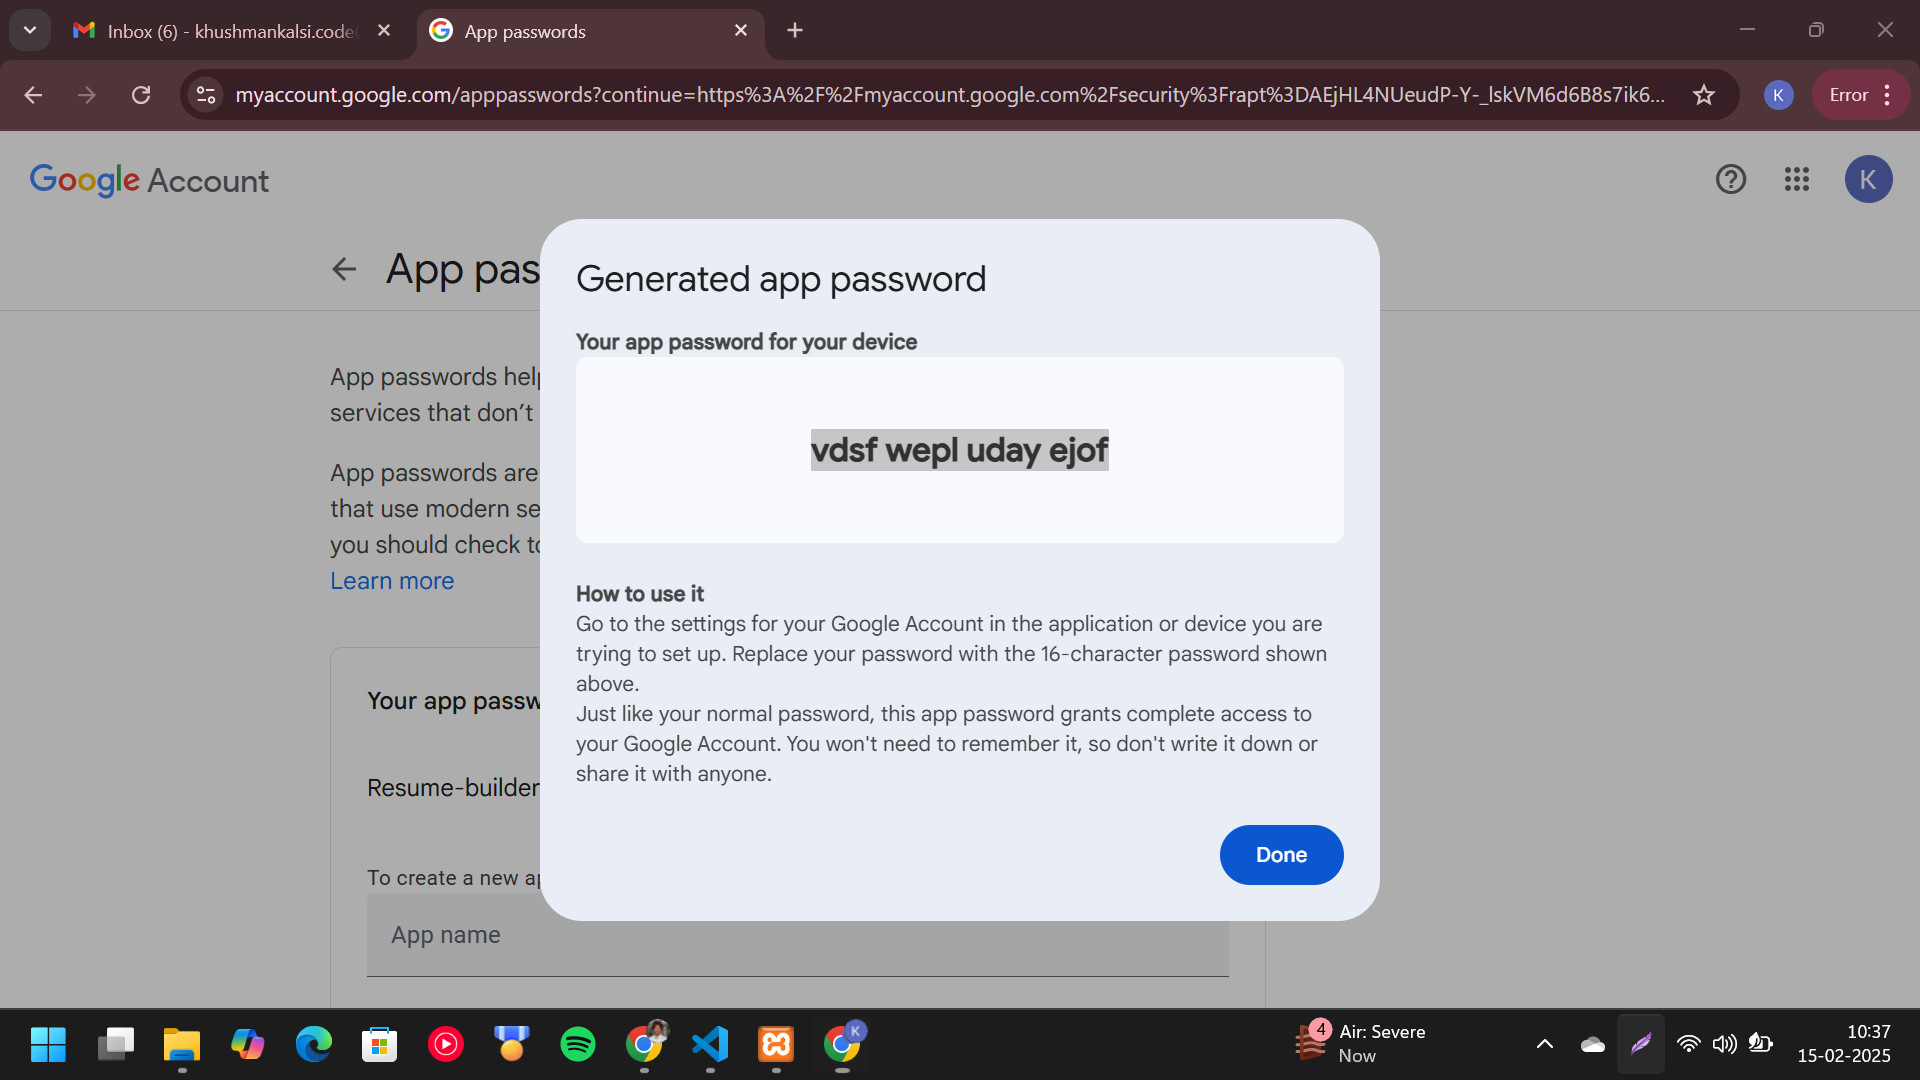 Inbox (6) - khushmankalsi.code
App passwords
myaccount.google.com/apppasswords?continue=https%3A%2F%2Fmyaccount.google.com%2Fsecurity%3Frapt%3DAEjHL4NUeudP-Y-_lskVM6d6B8s7ik6...
K
Error
Google Account
K
App pas
Generated app password
Your app password for your device
vdsf wepl uday ejof
How to use it
Go to the settings for your Google Account in the application or device you are
trying to set up. Replace your password with the 16-character password shown
above.
Just like your normal password, this app password grants complete access to
your Google Account. You won't need to remember it, so don't write it down or
share it with anyone.
Done
App passwords help
services that don't
App passwords are
that use modern se
you should check to
Learn more
Your app passw
Resume-builder
To create a new ap
App name
K
4
Air: Severe
Now
10:37
15-02-2025